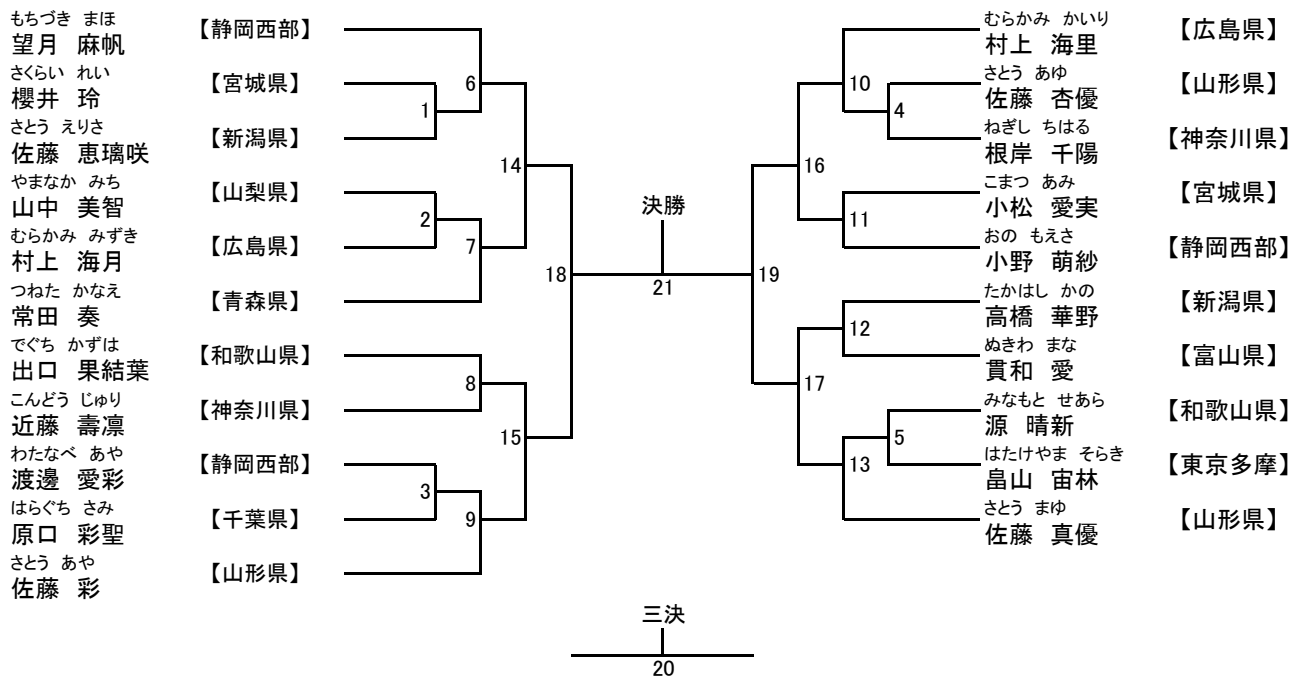 もちづき まほ
望月 麻帆 【静岡西部】
さくらい れい
櫻井 玲 【宮城県】
さとう えりさ
佐藤 恵璃咲 【新潟県】
やまなか みち
山中 美智 【山梨県】
むらかみ みずき
村上 海月 【広島県】
つねた かなえ
常田 奏 【青森県】
でぐち かずは
出口 果結葉 【和歌山県】
こんどう じゅり
近藤 壽凛 【神奈川県】
わたなべ あや
渡邊 愛彩 【静岡西部】
はらぐち さみ
原口 彩聖 【千葉県】
さとう あや
佐藤 彩 【山形県】
1
2
3
6
7
8
9
14
15
18
決勝
21
三決
20
19
16
17
10
11
12
13
4
5
むらかみ かいり
村上 海里 【広島県】
さとう あゆ
佐藤 杏優 【山形県】
ねぎし ちはる
根岸 千陽 【神奈川県】
こまつ あみ
小松 愛実 【宮城県】
おの もえさ
小野 萌紗 【静岡西部】
たかはし かの
高橋 華野 【新潟県】
ぬきわ まな
貫和 愛 【富山県】
みなもと せあら
源 晴新 【和歌山県】
はたけやま そらき
畠山 宙林 【東京多摩】
さとう まゆ
佐藤 真優 【山形県】